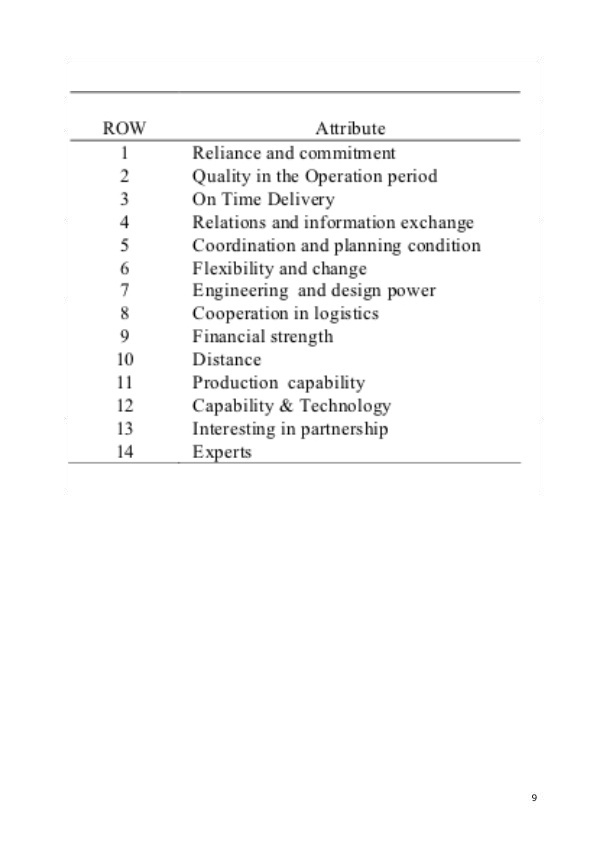 ROW Attribute
1 Reliance and commitment
2 Quality in the Operation period
3 On Time Delivery
4 Relations and information exchange
5 Coordination and planning condition
6 Flexibility and change
7 Engineering and design power
8 Cooperation in logistics
9 Financial strength
10 Distance
11 Production capability
12 Capability & Technology
13 Interesting in partnership
14 Experts
9